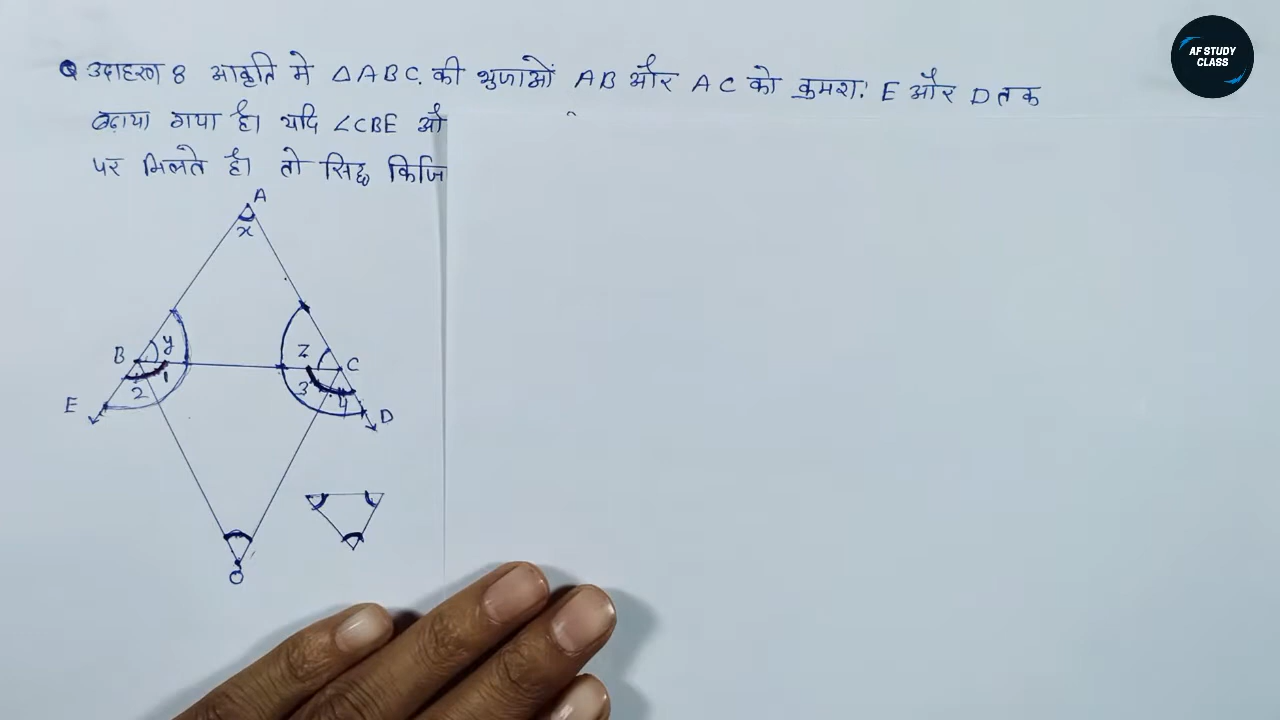 Q उदाहरण 8 आकृति मे ΔABC. की भुजाओं AB और AC को क्रमश: E और D तक
बढ़ाया गया है। यदि ∠CBE औ
पर मिलते है। तो सिद्ध किजि
A
x
B
y
z
C
1
2
3
4
E
D
O
AF STUDY
CLASS